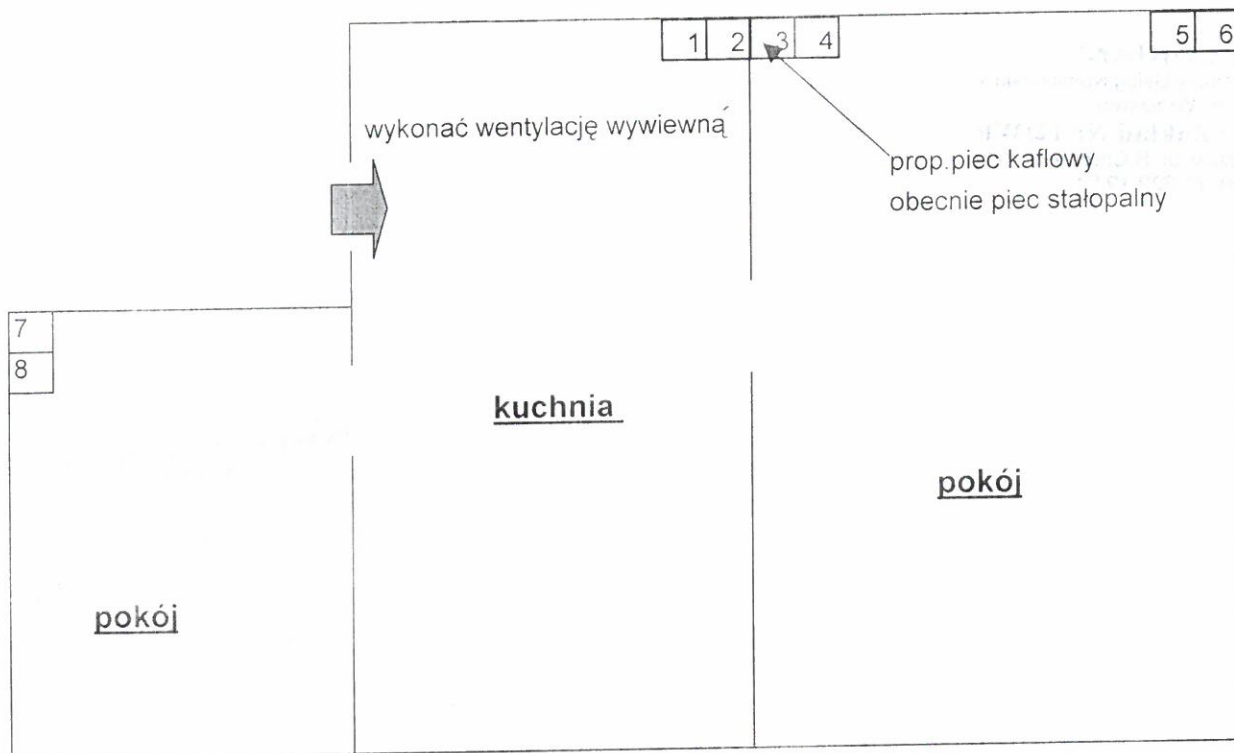 1 2 3 4 5 6
wykonać wentylację wywiewną
prop.piec kaflowy
obecnie piec stałopalny
7
8
kuchnia
pokój
pokój